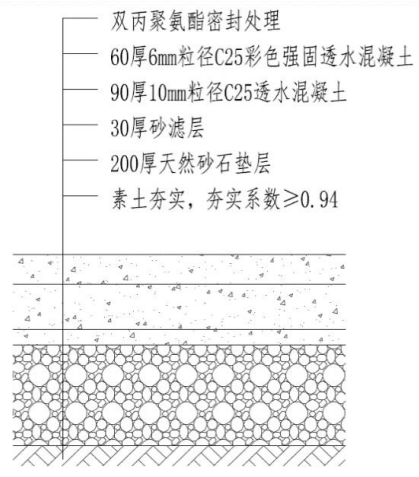 双丙聚氨酯密封处理
60厚6mm粒径C25彩色强固透水混凝土
90厚10mm粒径C25透水混凝土
30厚砂滤层
200厚天然砂石垫层
素土夯实，夯实系数≥0.94